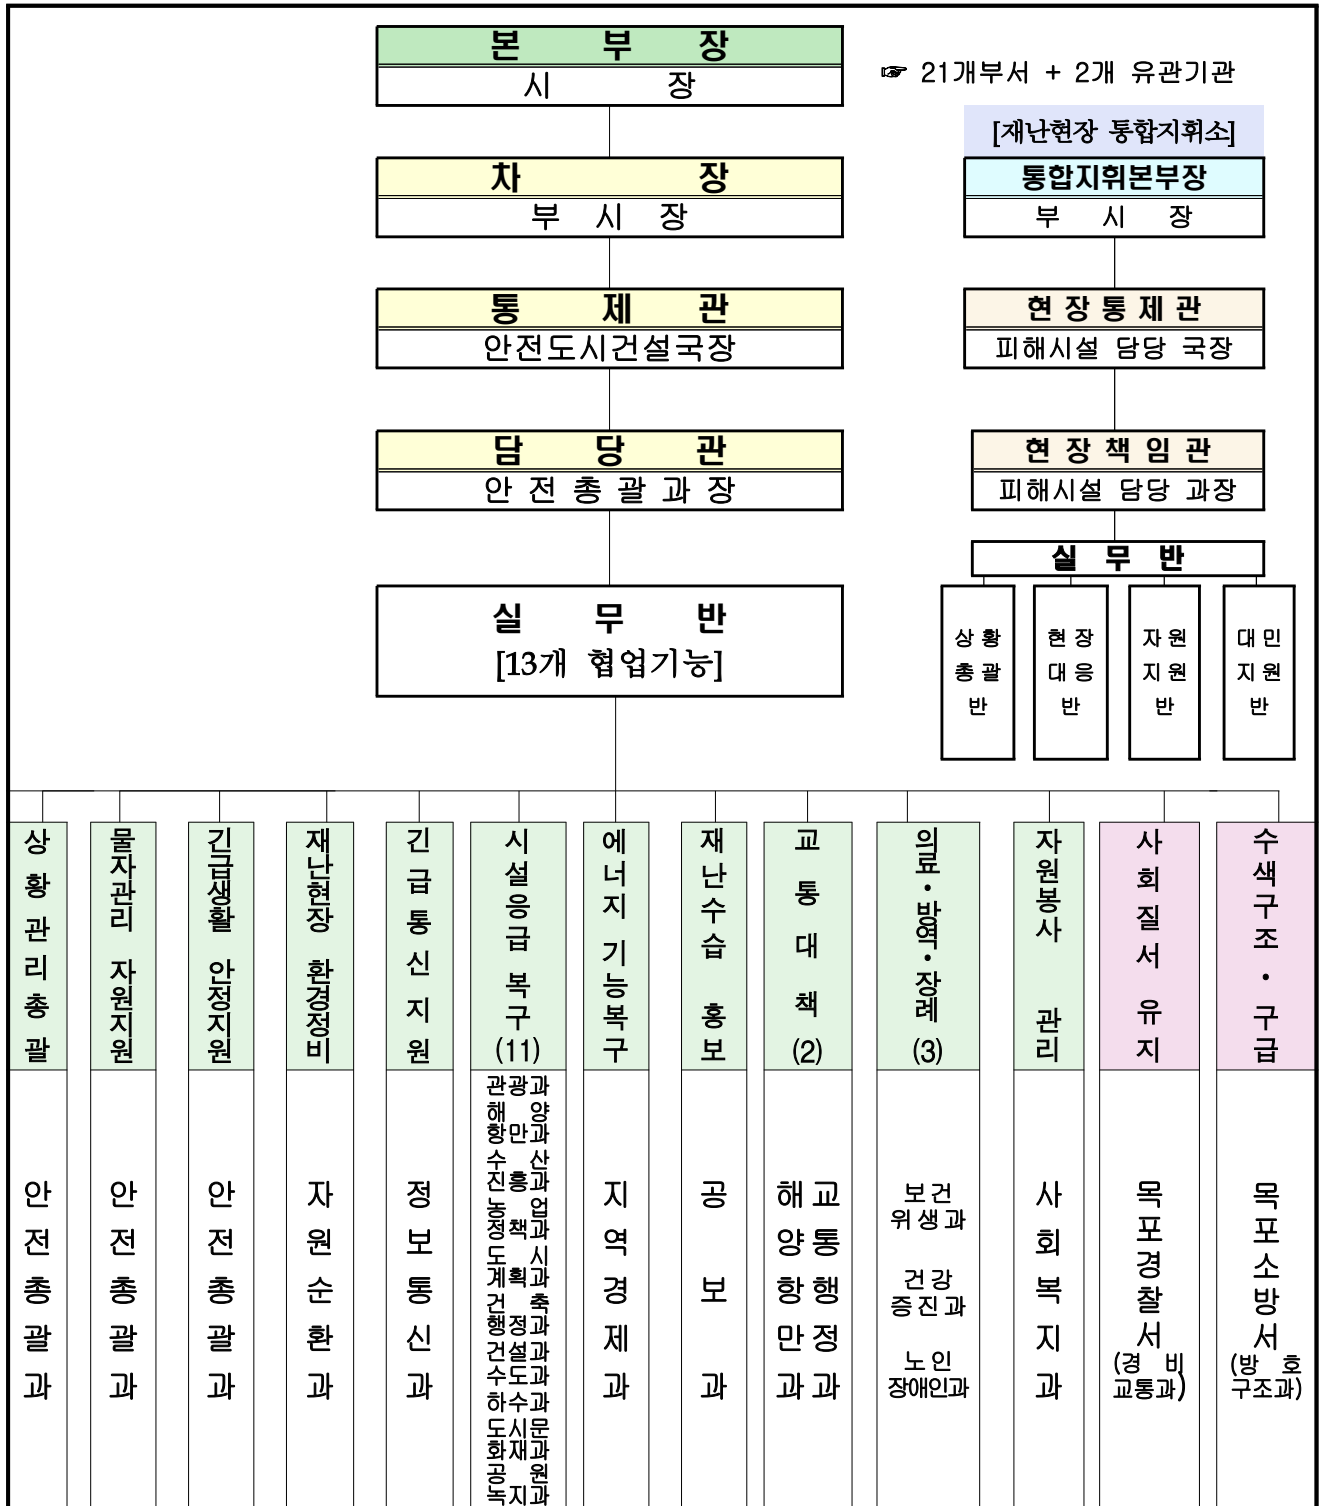 본 부 장
시 장
☞ 21개부서 + 2개 유관기관
차 장
부 시 장
통 제 관
안전도시건설국장
담 당 관
안 전 총 괄 과 장
실 무 반
[13개 협업기능]
[재난현장 통합지휘소]
통합지휘본부장
부 시 장
현 장 통 제 관
피해시설 담당 국장
현 장 책 임 관
피해시설 담당 과장
실 무 반
상황총괄반
현장대응반
자원지원반
대민지원반
상황관리총괄
안전총괄과
물자관리 자원지원
안전총괄과
긴급생활 안정지원
안전총괄과
재난현장 환경정비
자원순환과
긴급통신지원
정보통신과
시설응급 복구
(11)
관광과
해 양
항만과
수 산
진흥과
농 업
정책과
도 시
계획과
건 축
행정과
건설과
수도과
하수과
도시문
화재과
공 원
녹지과
에너지 기능복구
지역경제과
재난수습 홍보
공보과
교통대책
(2)
교통행정과
해양항만과
의료·방역·장례
(3)
보건
위생과
건강
증진과
노인
장애인과
자원봉사 관리
사회복지과
사회질서 유지
목포경찰서
(경 비
교통과)
수색구조·구급
목포소방서
(방 호
구조과)